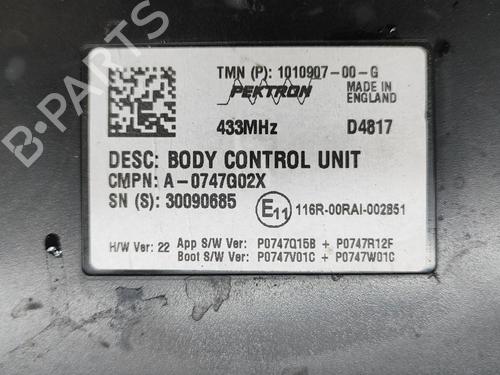 TMN (P): 1010907-00-G
PEKTRON
MADE IN
ENGLAND
433MHz
D4817
DESC: BODY CONTROL UNIT
CMPN: A-0747G02X
SN (S): 30090685
E11
116R-00RAI-002851
H/W Ver: 22
App S/W Ver: P0747Q15B + P0747R12F
Boot S/W Ver: P0747V01C + P0747W01C
B-PARTS